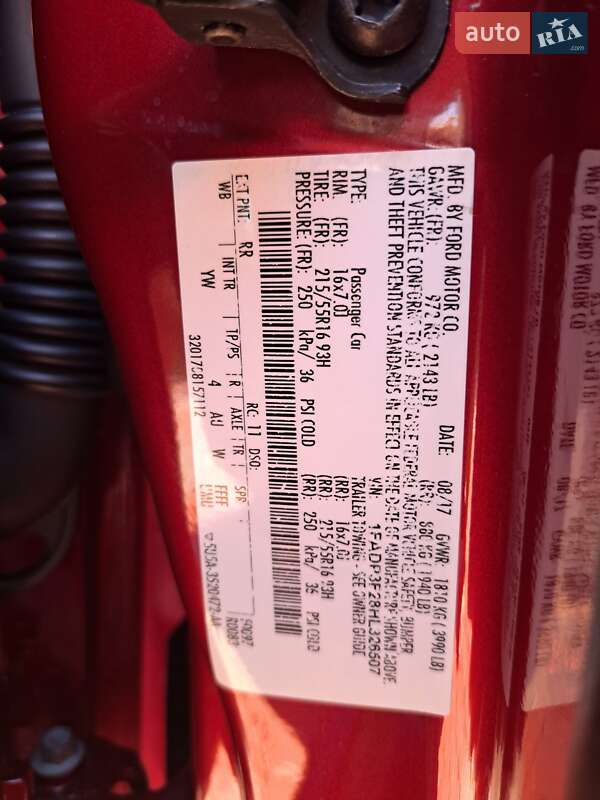 auto RIA .com
MFD. BY FORD MOTOR CO.
DATE: 08/17 GVWR: 1810 KG ( 3990 LB)
GAWR: (FR): 972 KG ( 2143 LB) (RR): 880 KG ( 1940 LB)
THIS VEHICLE CONFORMS TO ALL APPLICABLE FEDERAL MOTOR VEHICLE SAFETY, BUMPER
AND THEFT PREVENTION STANDARDS IN EFFECT ON THE DATE OF MANUFACTURE SHOWN ABOVE.
VIN: 1FADP3F28HL326507
TYPE: Passenger Car TRAILER TOWING - SEE OWNER GUIDE
RIM: (FR): 16x7.0J (RR): 16x7.0J
TIRE: (FR): 215/55R16 93H (RR): 215/55R16 93H
PRESSURE: (FR): 250 kPa/ 36 PSI COLD (RR): 250 kPa/ 36 PSI COLD
EXT PNT: RR RC: 11 DSO:
WB INT TR TP/PS R AXLE TR SPR
YW 4 AU W FFFF